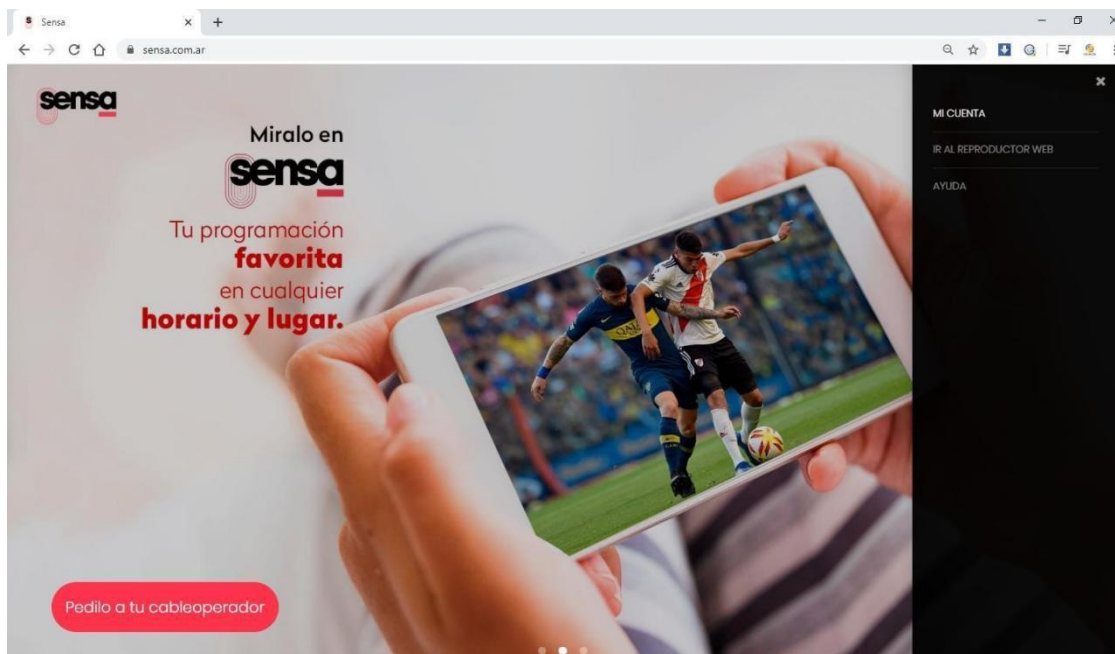 Sensa
sensa.com.ar
sensa
Miralo en
sensa
Tu programación
favorita
en cualquier
horario y lugar.
Pedilo a tu cableoperador
MI CUENTA
IR AL REPRODUCTOR WEB
AYUDA
QATAR